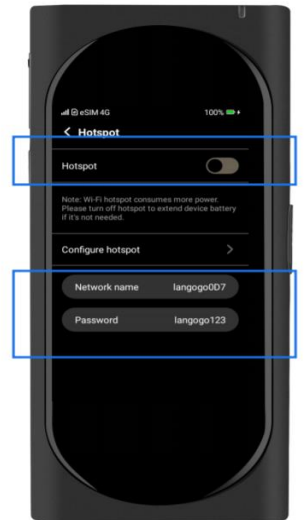 eSIM 4G 100%
Hotspot
Hotspot
Note: Wi-Fi hotspot consumes more power.
Please turn off hotspot to extend device battery
if it's not needed.
Configure hotspot
Network name langogo0D7
Password langogo123